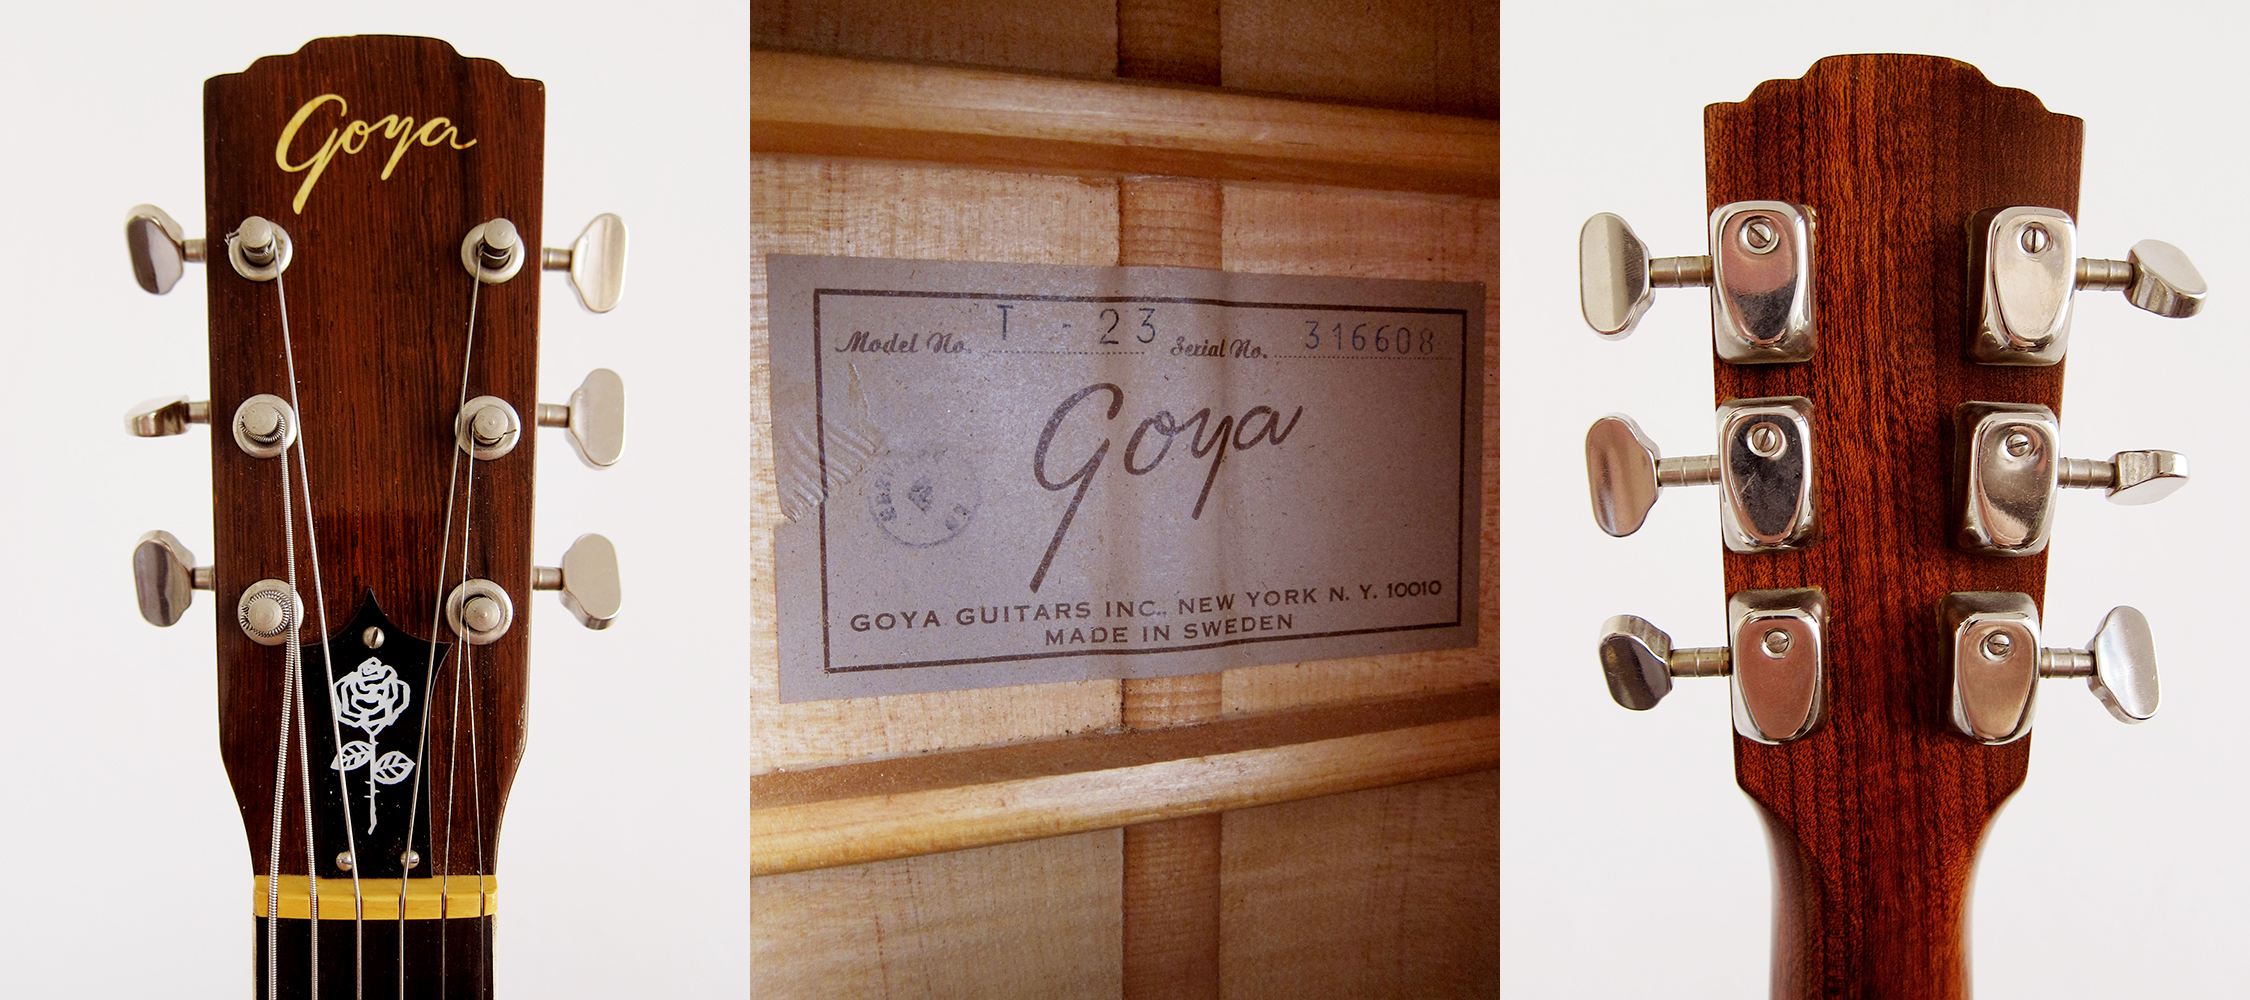 Goya
Model No. T - 23 Serial No. 316608
Goya
GOYA GUITARS INC., NEW YORK N. Y. 10010
MADE IN SWEDEN